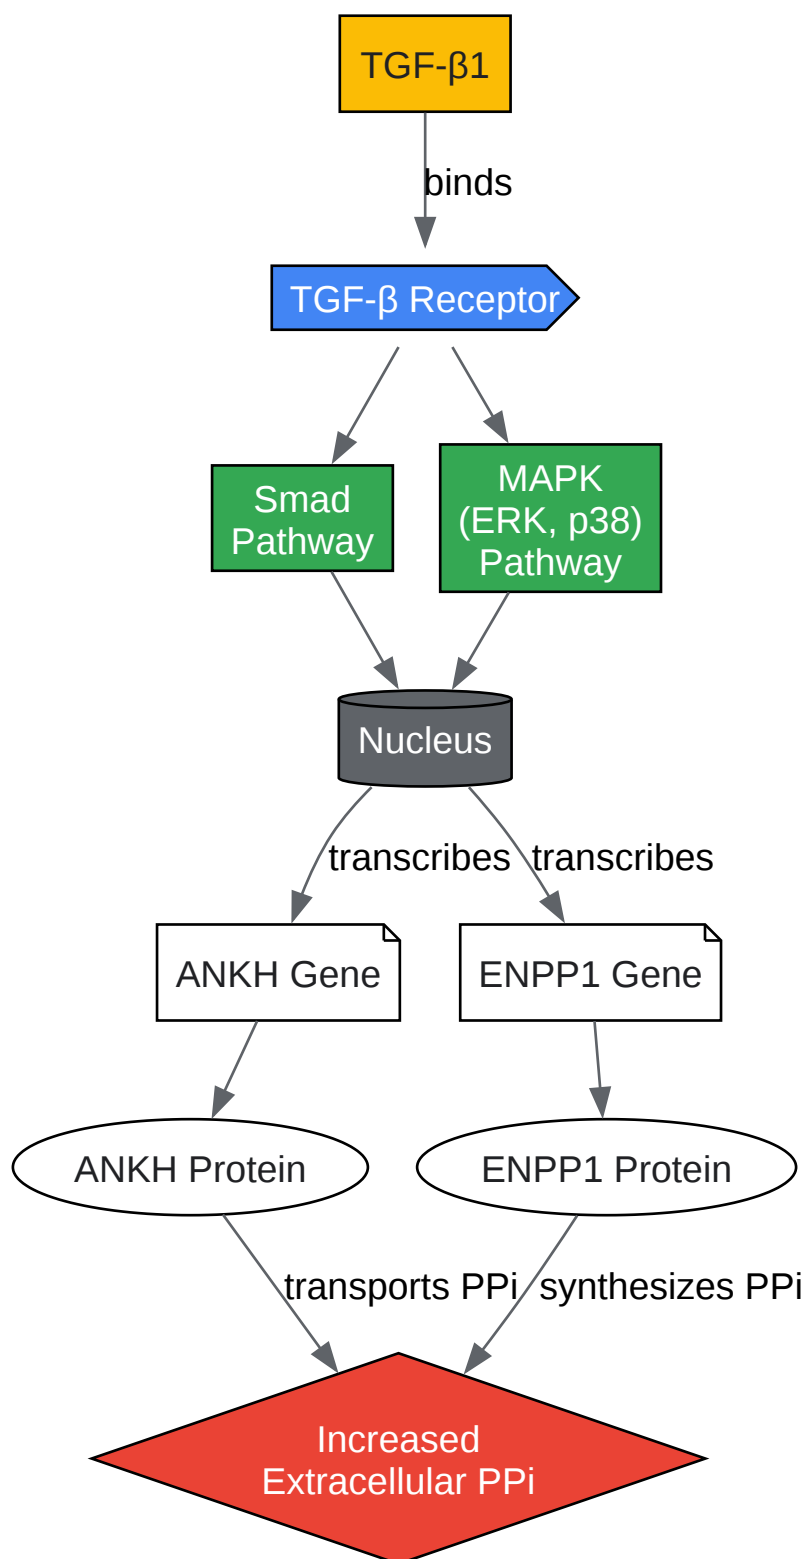 TGF-β1
binds
TGF-β Receptor
Smad
Pathway
MAPK
(ERK, p38)
Pathway
Nucleus
transcribes
transcribes
ANKH Gene
ENPP1 Gene
ANKH Protein
ENPP1 Protein
transports PPi
synthesizes PPi
Increased
Extracellular PPi